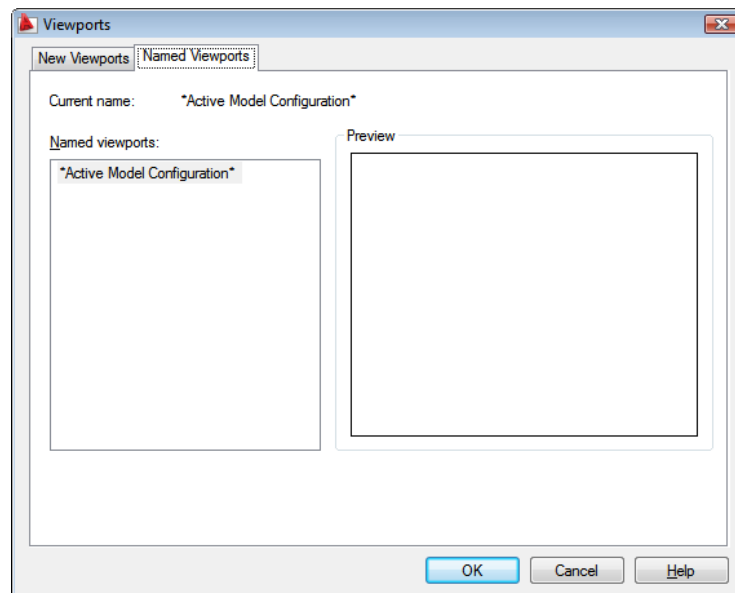 Viewports
New Viewports Named Viewports
Current name: *Active Model Configuration*
Named viewports: Preview
*Active Model Configuration*
OK Cancel Help